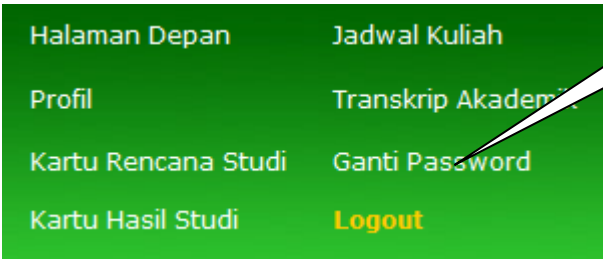 Halaman Depan
Jadwal Kuliah
Profil
Transkrip Akademik
Kartu Rencana Studi
Ganti Password
Kartu Hasil Studi
Logout